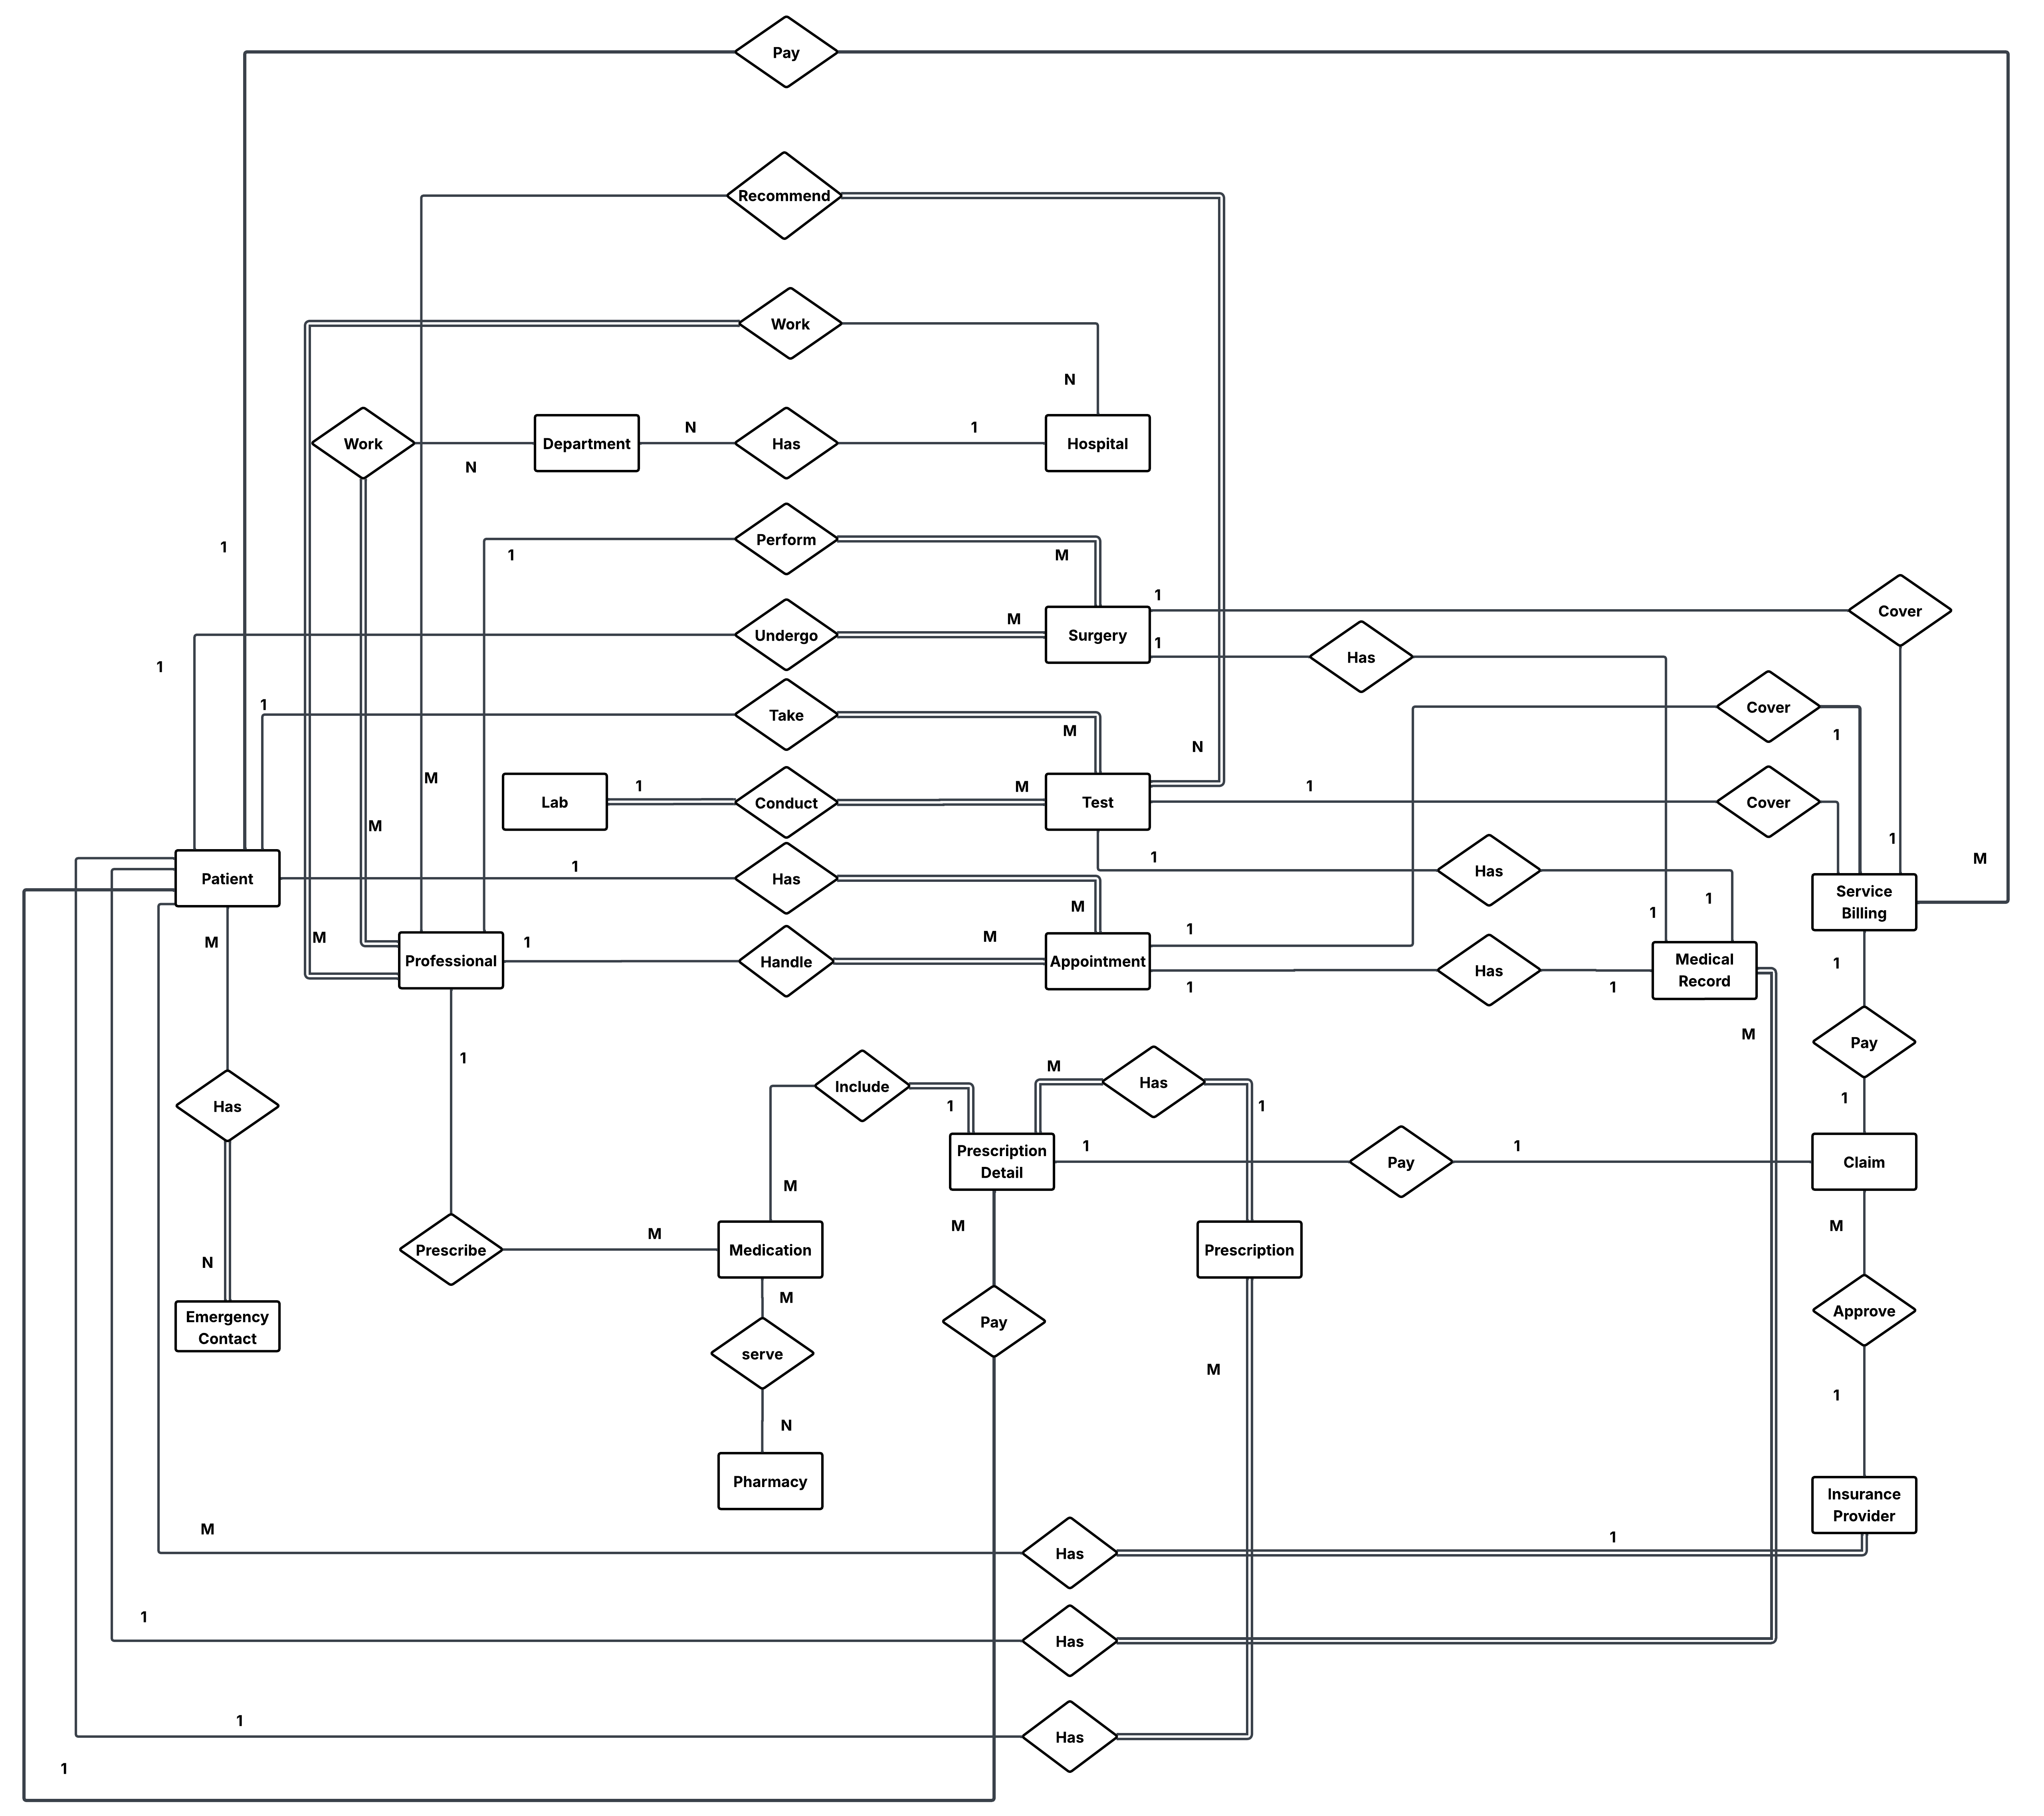 Pay
Recommend
Work
N
Work
N
Department
N
Has
1
Hospital
1
1
Perform
M
1
Undergo
M
Surgery
1
1
Has
Cover
1
Take
M
N
Cover
1
M
M
Lab
1
Conduct
M
Test
1
Cover
1
M
Patient
1
Has
M
1
Has
1
1
Service
Billing
M
M
Professional
1
Handle
M
Appointment
1
1
Has
1
Medical
Record
M
1
Pay
1
1
Include
1
M
Has
1
Has
Prescription
Detail
1
Pay
1
Claim
M
N
Prescribe
M
Medication
M
M
Prescription
M
Emergency
Contact
M
serve
N
Pharmacy
Pay
M
Approve
1
Insurance
Provider
M
Has
1
1
Has
1
Has
1